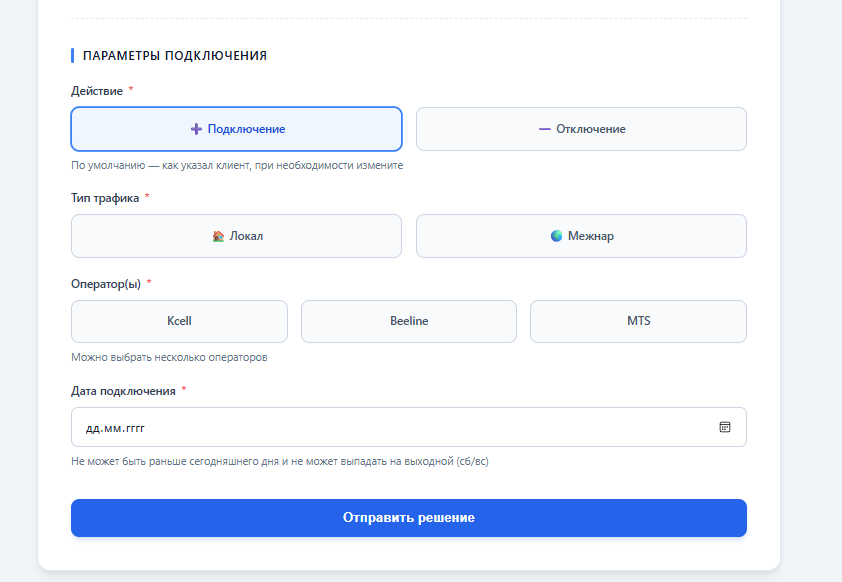 ПАРАМЕТРЫ ПОДКЛЮЧЕНИЯ
Действие *
➕ Подключение
➖ Отключение
По умолчанию — как указал клиент, при необходимости измените
Тип трафика *
🏠 Локал
🌍 Межнар
Оператор(ы) *
Kcell
Beeline
MTS
Можно выбрать несколько операторов
Дата подключения *
дд.мм.гггг
Не может быть раньше сегодняшнего дня и не может выпадать на выходной (сб/вс)
Отправить решение